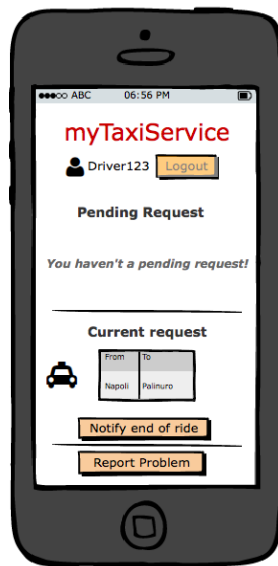 ABC 06:56 PM
myTaxiService
Driver123 Logout
Pending Request
You haven't a pending request!
Current request
From To
Napoli Palinuro
Notify end of ride
Report Problem